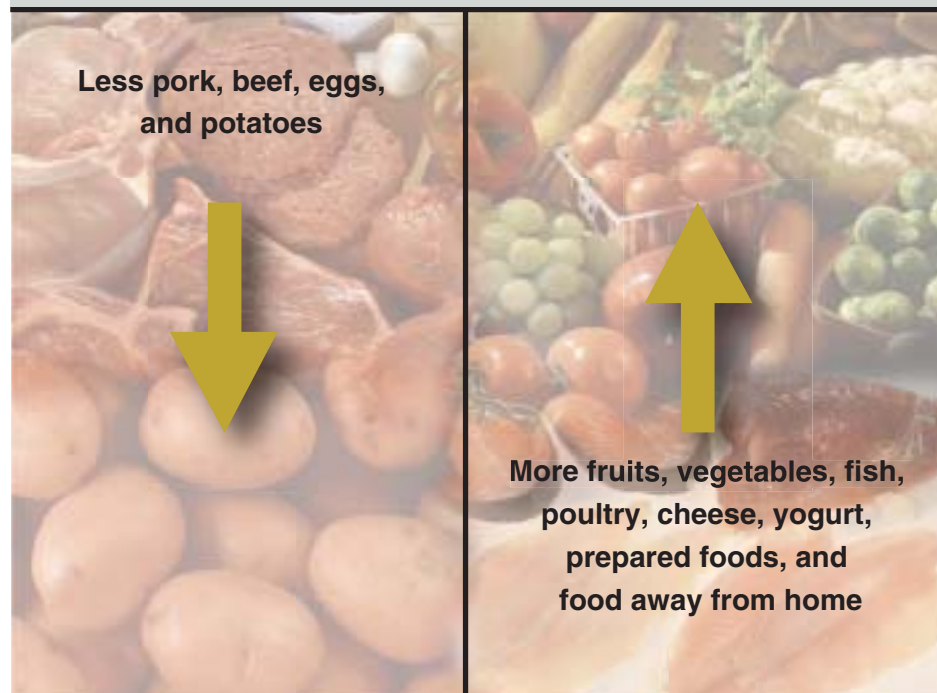 Less pork, beef, eggs,
and potatoes
More fruits, vegetables, fish,
poultry, cheese, yogurt,
prepared foods, and
food away from home